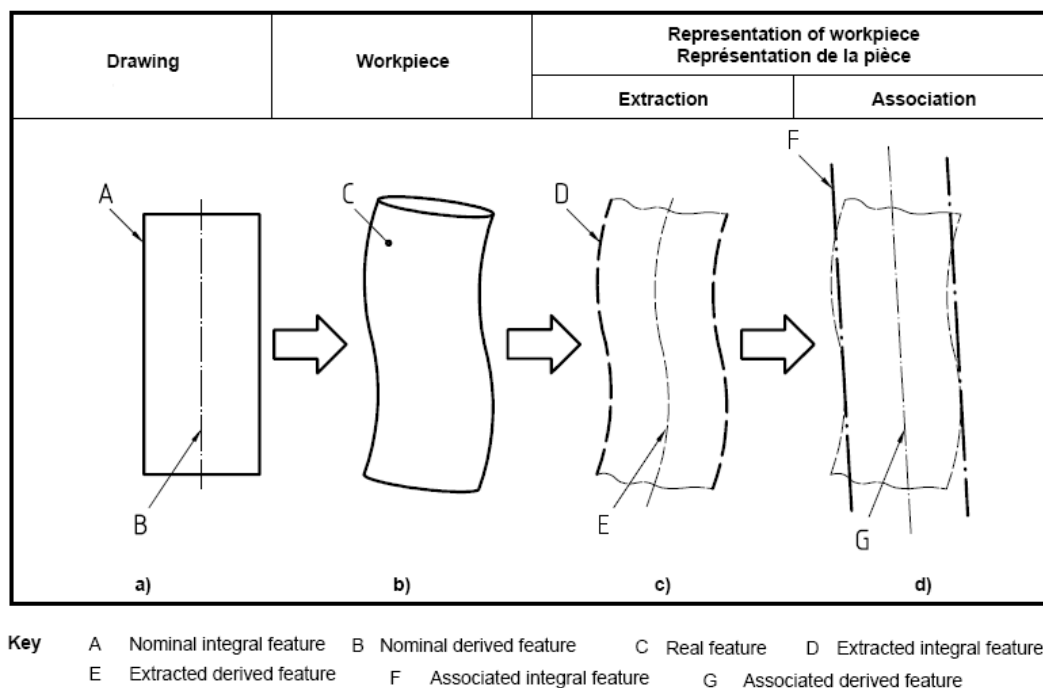 Drawing
Workpiece
Representation of workpiece
Représentation de la pièce
Extraction
Association
A
B
C
D
E
F
G
a)
b)
c)
d)
Key A Nominal integral feature B Nominal derived feature C Real feature D Extracted integral feature
E Extracted derived feature F Associated integral feature G Associated derived feature